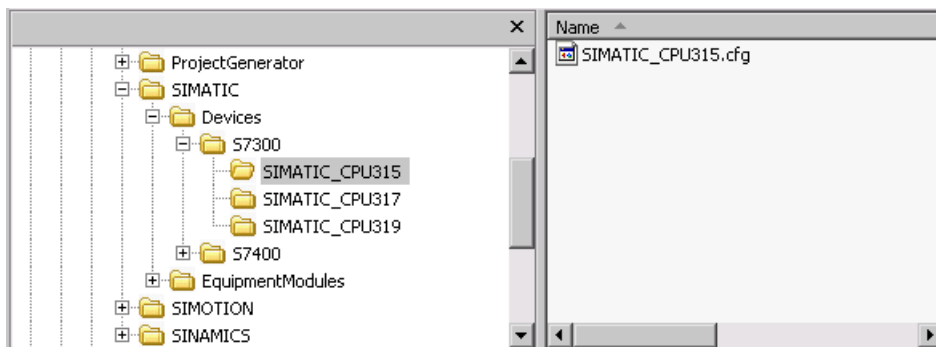 Name
ProjectGenerator
SIMATIC_CPU315.cfg
SIMATIC
Devices
S7300
SIMATIC_CPU315
SIMATIC_CPU317
SIMATIC_CPU319
S7400
EquipmentModules
SIMOTION
SINAMICS